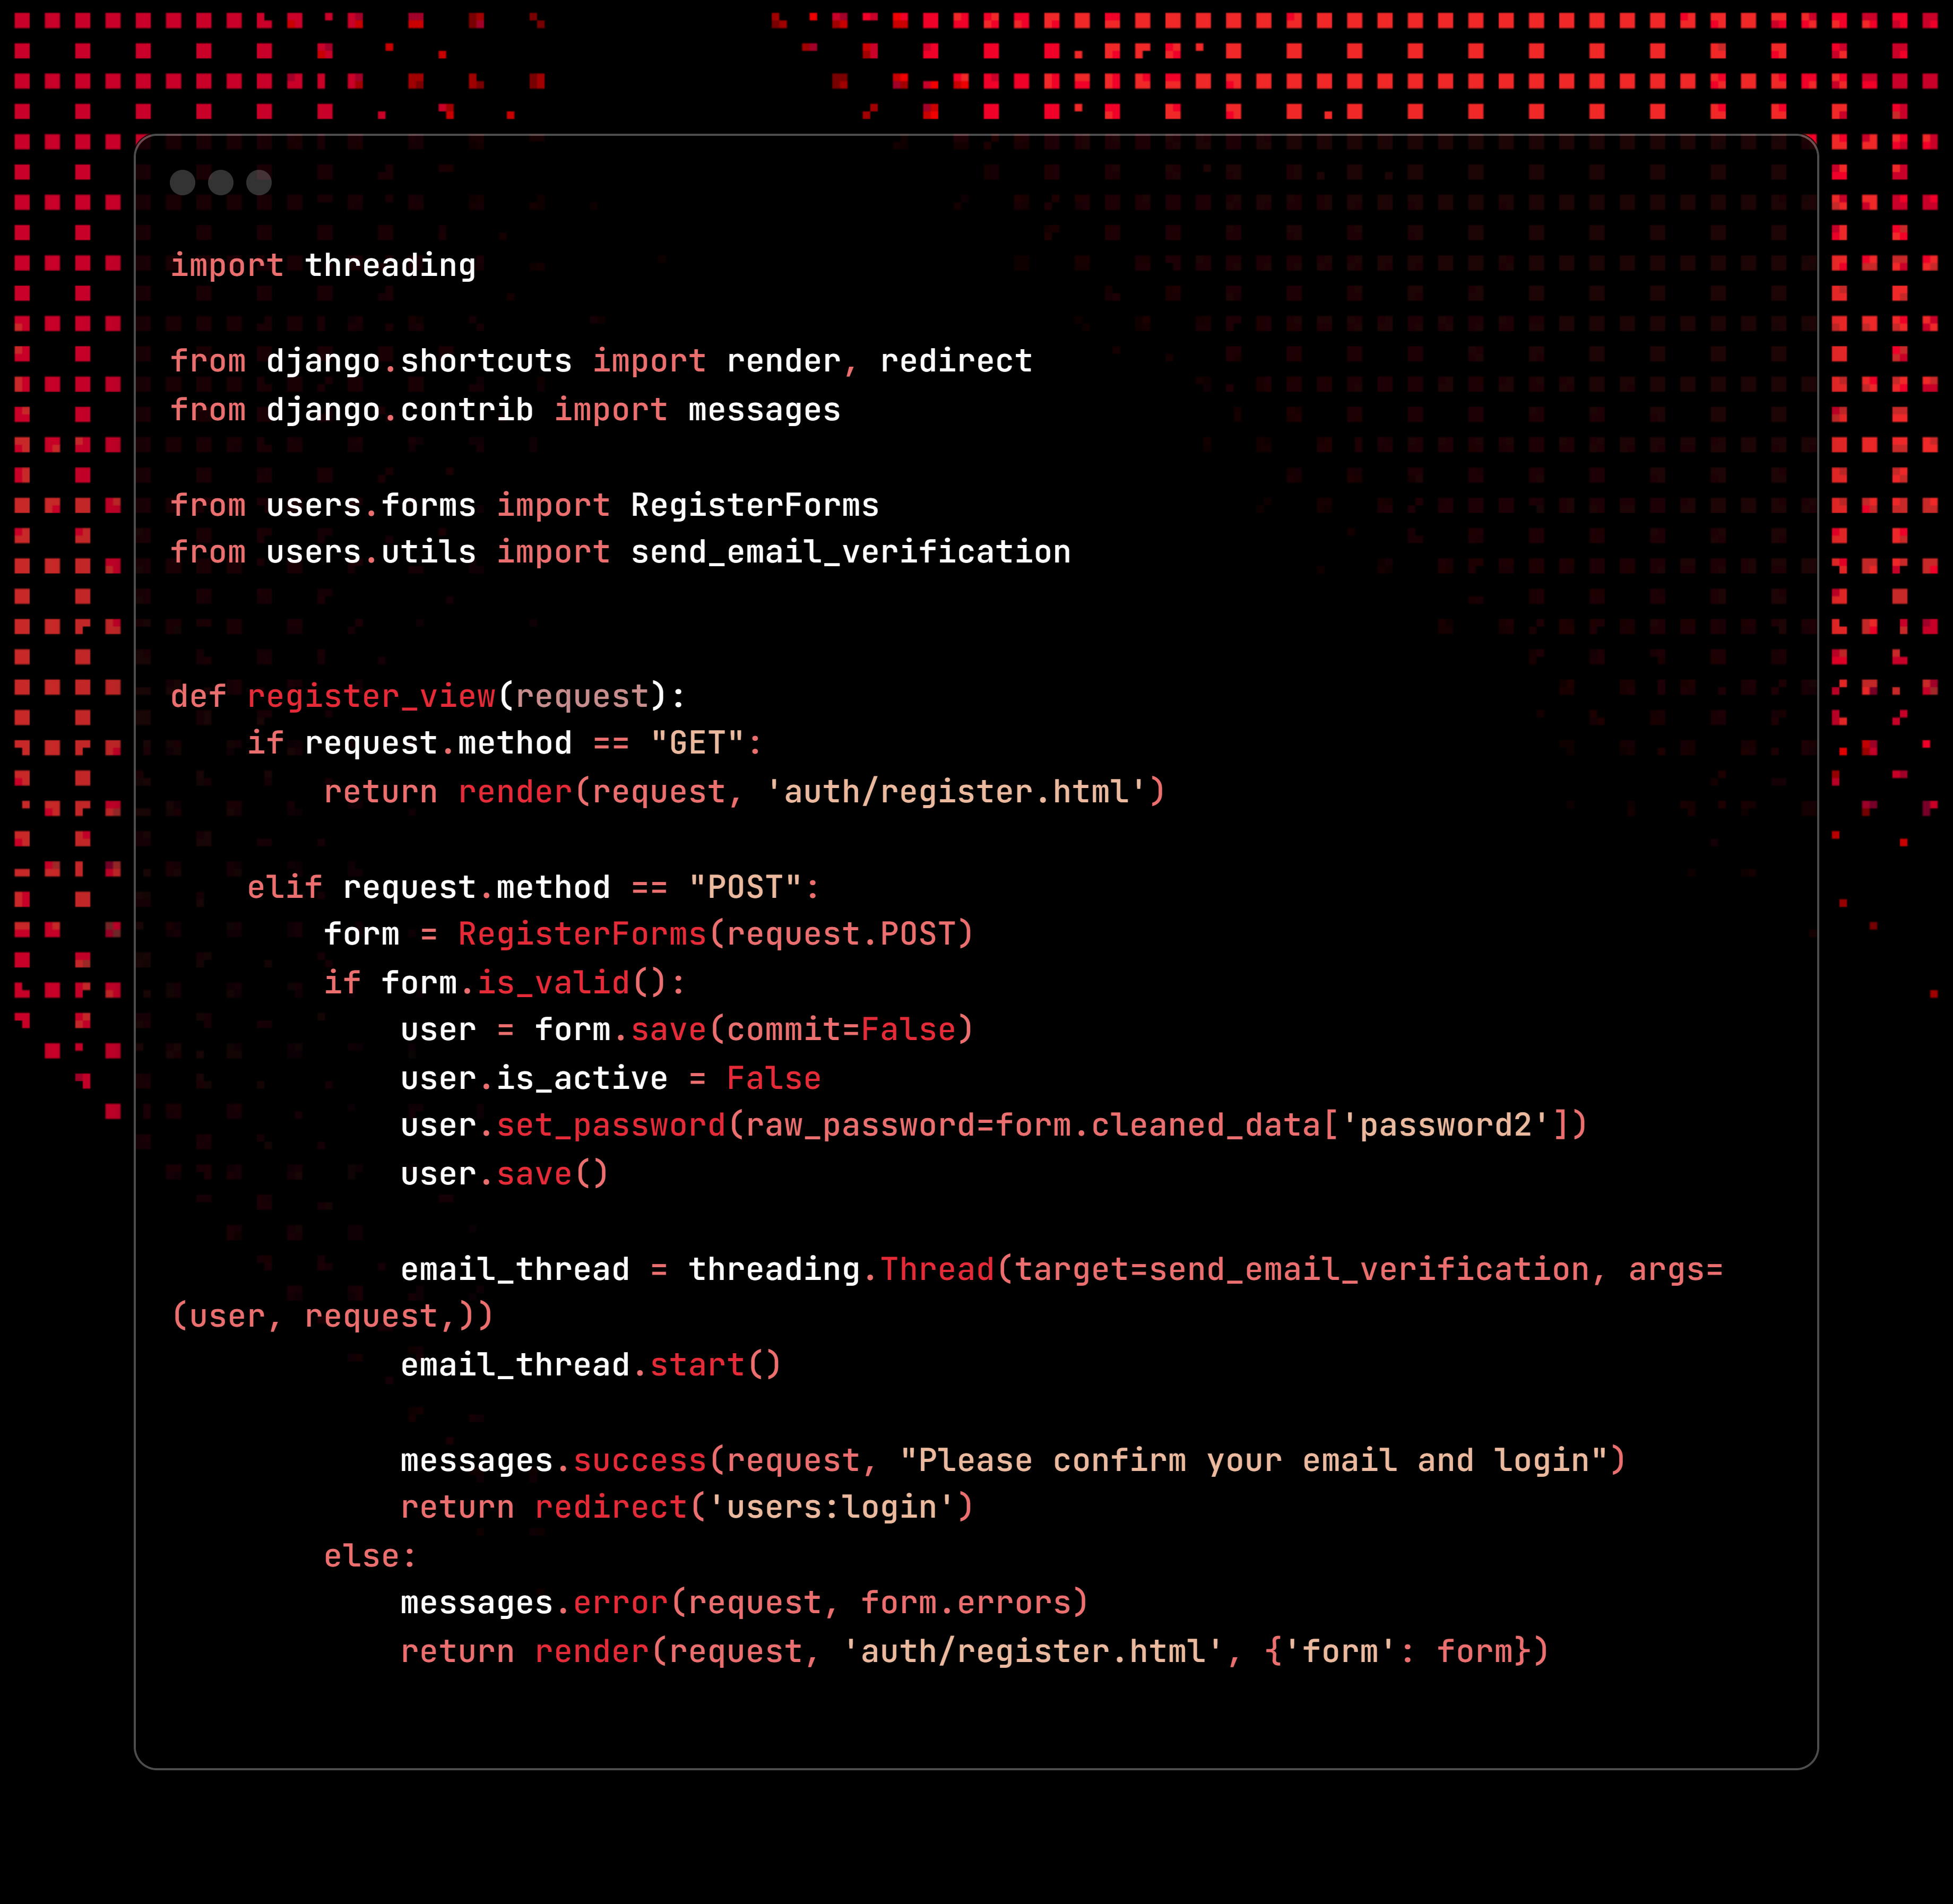 import threading

from django.shortcuts import render, redirect
from django.contrib import messages

from users.forms import RegisterForms
from users.utils import send_email_verification


def register_view(request):
    if request.method == "GET":
        return render(request, 'auth/register.html')

    elif request.method == "POST":
        form = RegisterForms(request.POST)
        if form.is_valid():
            user = form.save(commit=False)
            user.is_active = False
            user.set_password(raw_password=form.cleaned_data['password2'])
            user.save()

            email_thread = threading.Thread(target=send_email_verification, args=
(user, request,))
            email_thread.start()

            messages.success(request, "Please confirm your email and login")
            return redirect('users:login')
        else:
            messages.error(request, form.errors)
            return render(request, 'auth/register.html', {'form': form})